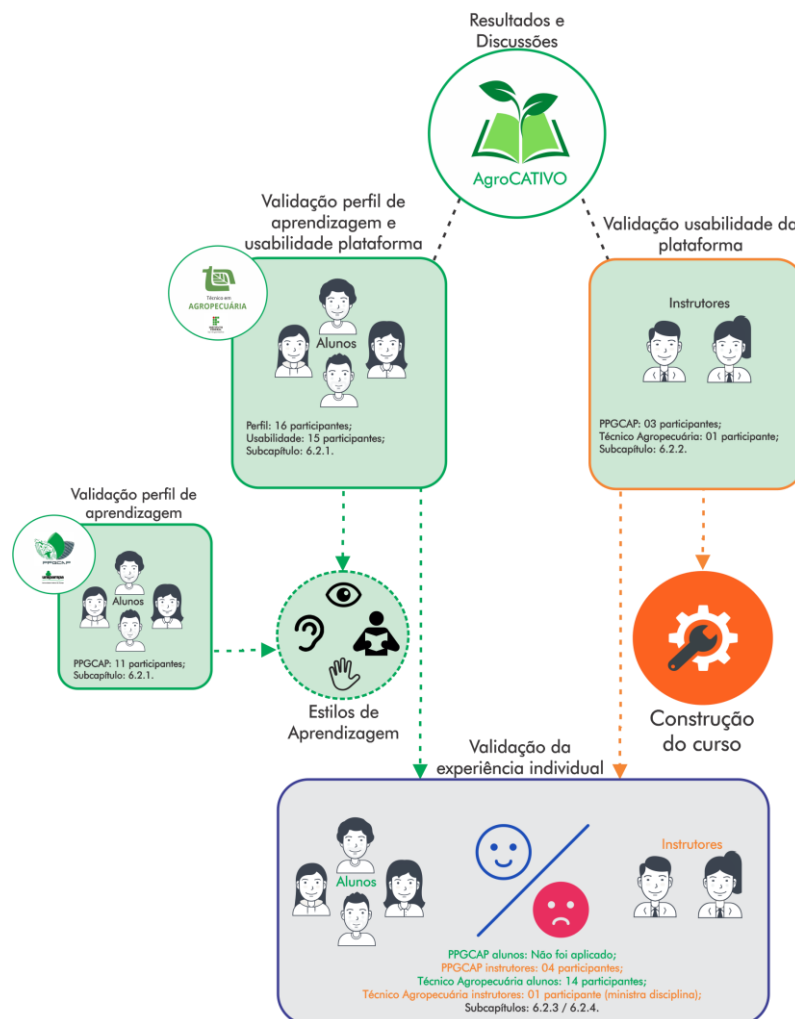 Resultados e
Discussões
AgroCATIVO
Validação perfil de
aprendizagem e
usabilidade plataforma
Validação usabilidade da
plataforma
Técnico em
AGROPECUÁRIA
Alunos
Instrutores
Perfil: 16 participantes;
Usabilidade: 15 participantes;
Subcapítulo: 6.2.1.
PPGCAP: 03 participantes;
Técnico Agropecuária: 01 participante;
Subcapítulo: 6.2.2.
Validação perfil de
aprendizagem
PPGCAP
Alunos
PPGCAP: 11 participantes;
Subcapítulo: 6.2.1.
Estilos de
Aprendizagem
Construção
do curso
Validação da
experiência individual
Alunos
Instrutores
PPGCAP alunos: Não foi aplicado;
PPGCAP instrutores: 04 participantes;
Técnico Agropecuária alunos: 14 participantes;
Técnico Agropecuária instrutores: 01 participante (ministra disciplina);
Subcapítulos: 6.2.3 / 6.2.4.